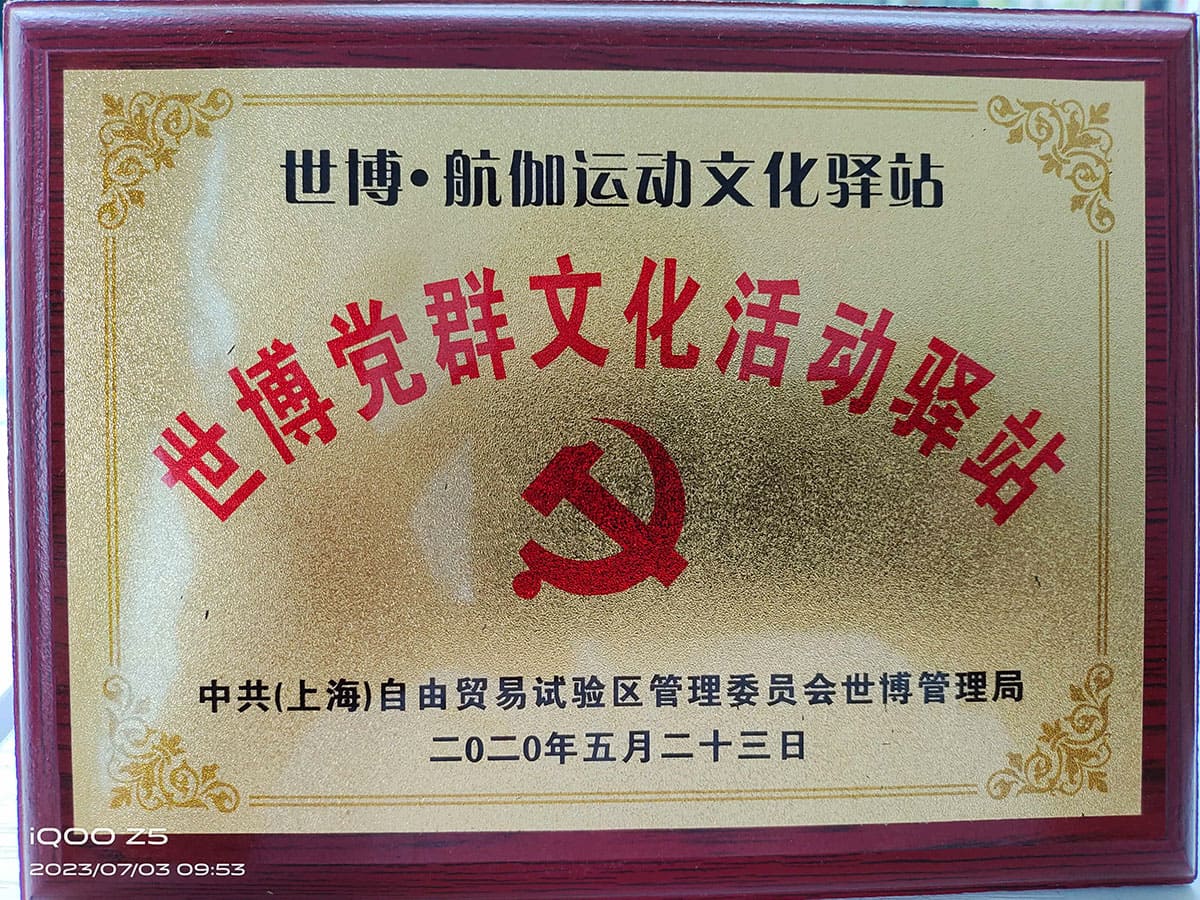 世博·航伽运动文化驿站
世博党群文化活动驿站
中共(上海)自由贸易试验区管理委员会世博管理局
二0二0年五月二十三日
iQOO Z5
2023/07/03 09:53